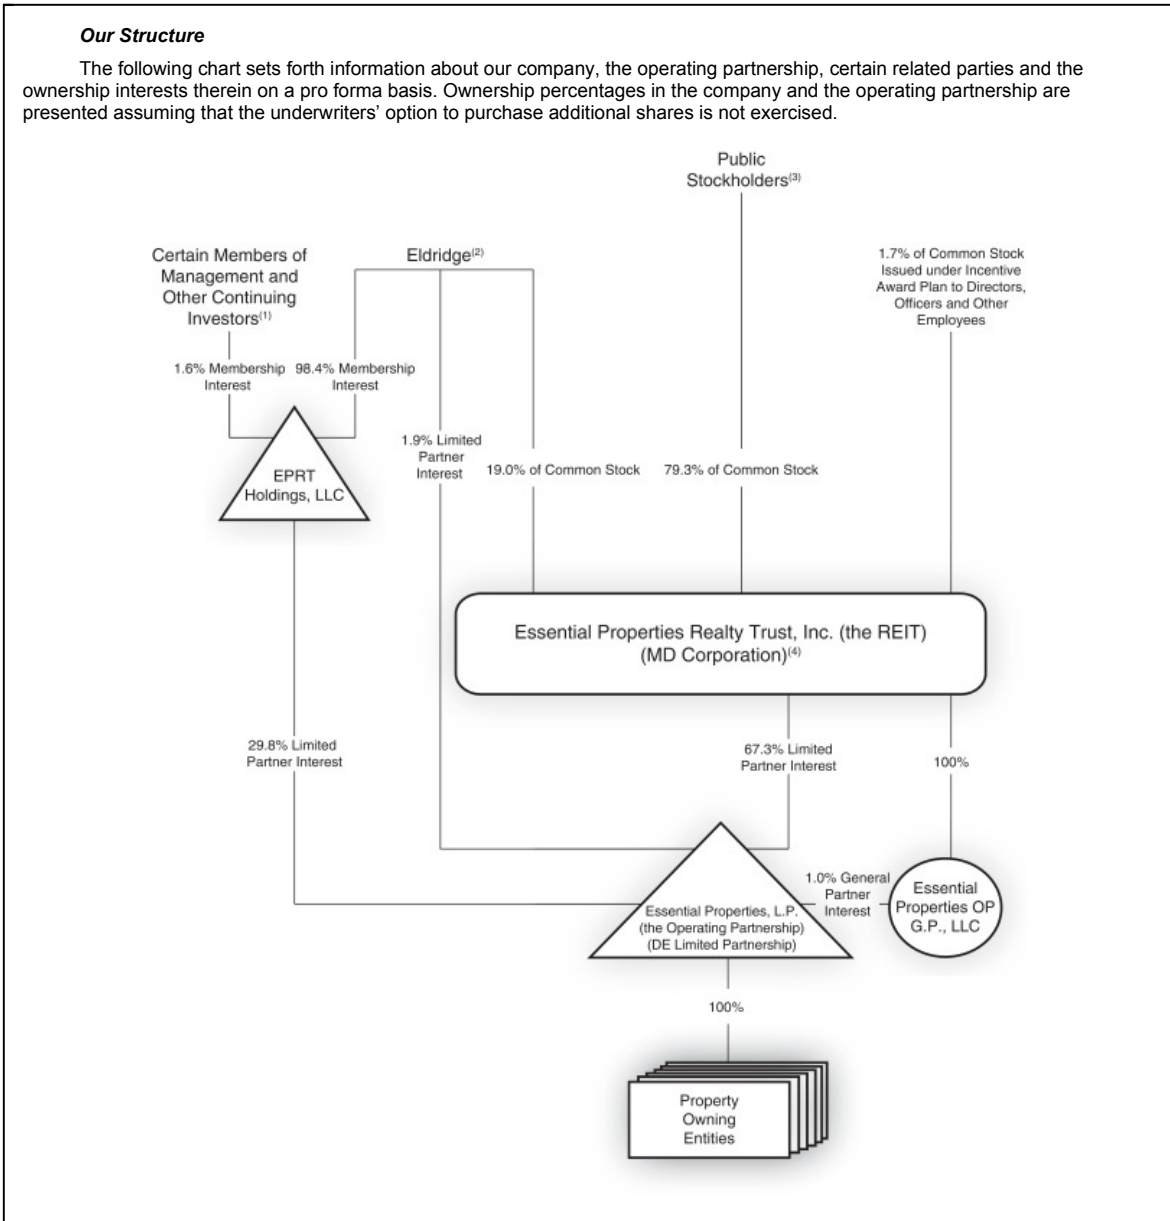 Our Structure
The following chart sets forth information about our company, the operating partnership, certain related parties and the
ownership interests therein on a pro forma basis. Ownership percentages in the company and the operating partnership are
presented assuming that the underwriters’ option to purchase additional shares is not exercised.
Public
Stockholders(3)
Certain Members of
Management and
Other Continuing
Investors(1)
Eldridge(2)
1.7% of Common Stock
Issued under Incentive
Award Plan to Directors,
Officers and Other
Employees
1.6% Membership
Interest
98.4% Membership
Interest
1.9% Limited
Partner
Interest
19.0% of Common Stock
79.3% of Common Stock
EPRT
Holdings, LLC
Essential Properties Realty Trust, Inc. (the REIT)
(MD Corporation)(4)
29.8% Limited
Partner Interest
67.3% Limited
Partner Interest
100%
1.0% General
Partner
Interest
Essential
Properties OP
G.P., LLC
Essential Properties, L.P.
(the Operating Partnership)
(DE Limited Partnership)
100%
Property
Owning
Entities